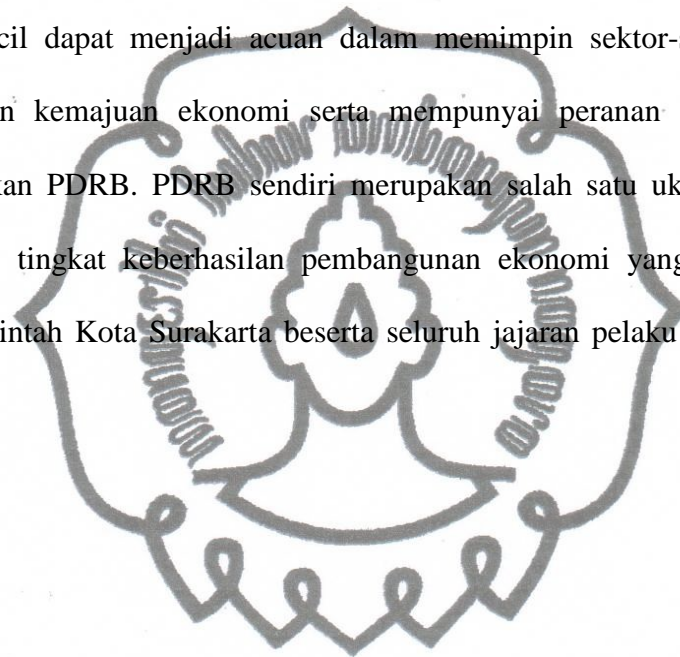 cil dapat menjadi acuan dalam memimpin sektor-s
n kemajuan ekonomi serta mempunyai peranan
kan PDRB. PDRB sendiri merupakan salah satu uk
tingkat keberhasilan pembangunan ekonomi yang
intah Kota Surakarta beserta seluruh jajaran pelaku